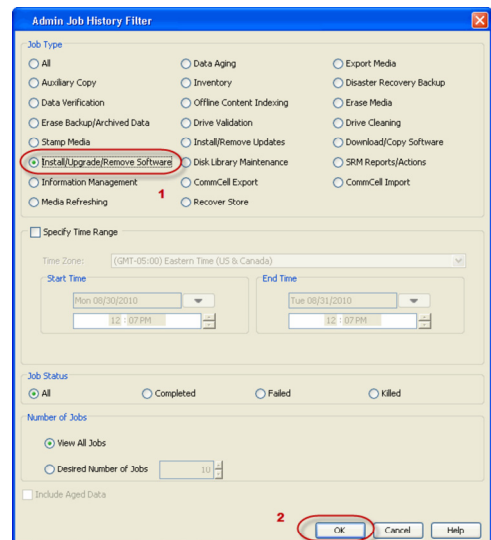 Admin Job History Filter
Job Type
All
Data Aging
Export Media
Auxiliary Copy
Inventory
Disaster Recovery Backup
Data Verification
Offline Content Indexing
Erase Media
Erase Backup/Archived Data
Drive Validation
Drive Cleaning
Stamp Media
Install/Remove Updates
Download/Copy Software
Install/Upgrade/Remove Software
Disk Library Maintenance
SRM Reports/Actions
Information Management
1
CommCell Export
CommCell Import
Media Refreshing
Recover Store
Specify Time Range
Time Zone: (GMT-05:00) Eastern Time (US & Canada)
Start Time
End Time
Mon 08/30/2010
Tue 08/31/2010
12 : 07 PM
12 : 07 PM
Job Status
All
Completed
Failed
Killed
Number of Jobs
View All Jobs
Desired Number of Jobs 10
Include Aged Data
2
OK
Cancel
Help